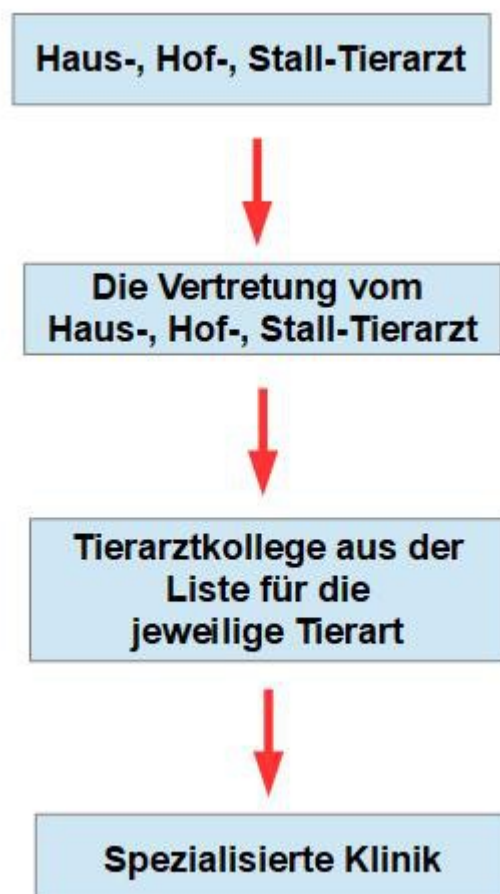 Haus-, Hof-, Stall-Tierarzt
Die Vertretung vom
Haus-, Hof-, Stall-Tierarzt
Tierarztkollege aus der
Liste für die
jeweilige Tierart
Spezialisierte Klinik